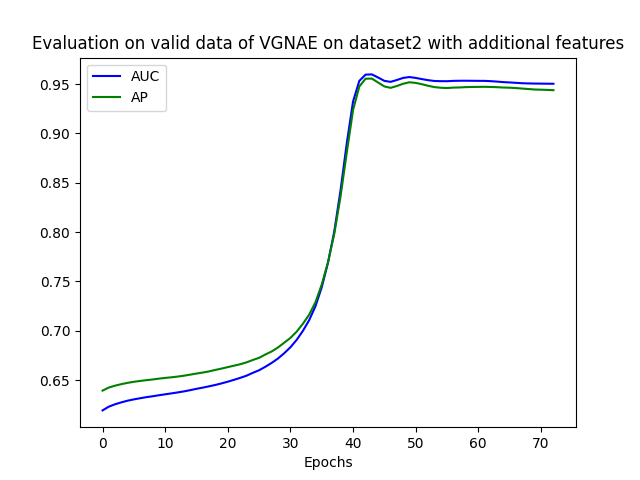 Evaluation on valid data of VGNAE on dataset2 with additional features
AUC
AP
0.95
0.90
0.85
0.80
0.75
0.70
0.65
0 10 20 30 40 50 60 70
Epochs